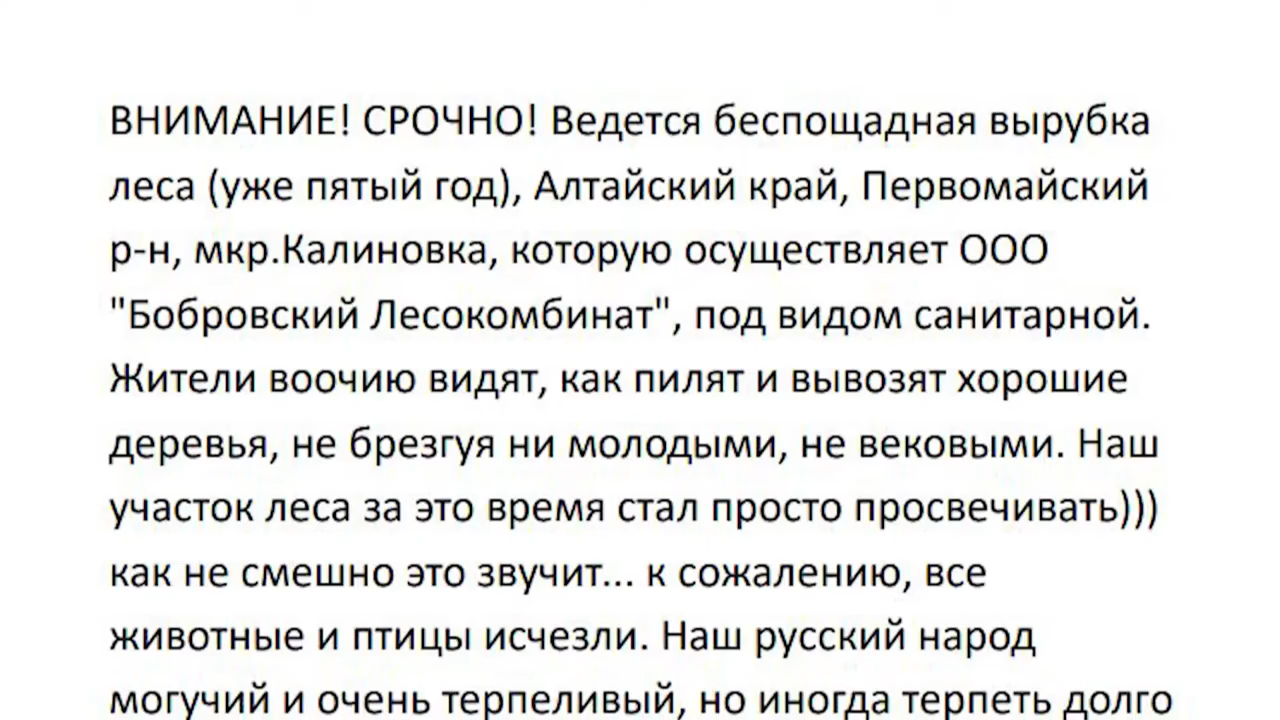 ВНИМАНИЕ! СРОЧНО! Ведется беспощадная вырубка
леса (уже пятый год), Алтайский край, Первомайский
р-н, мкр.Калиновка, которую осуществляет ООО
"Бобровский Лесокомбинат", под видом санитарной.
Жители воочию видят, как пилят и вывозят хорошие
деревья, не брезгуя ни молодыми, не вековыми. Наш
участок леса за это время стал просто просвечивать)))
как не смешно это звучит... к сожалению, все
животные и птицы исчезли. Наш русский народ
могучий и очень терпеливый, но иногда терпеть долго